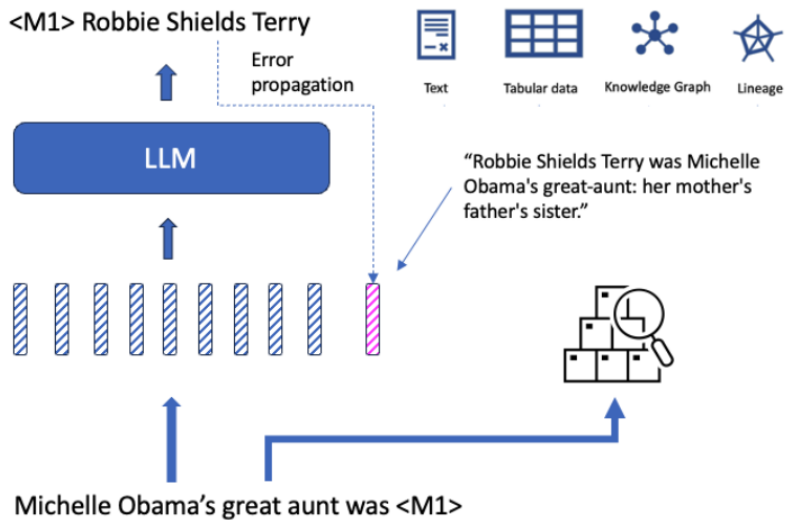 <M1> Robbie Shields Terry
Error
propagation
Text
Tabular data
Knowledge Graph
Lineage
LLM
“Robbie Shields Terry was Michelle
Obama's great-aunt: her mother's
father's sister.”
Michelle Obama’s great aunt was <M1>